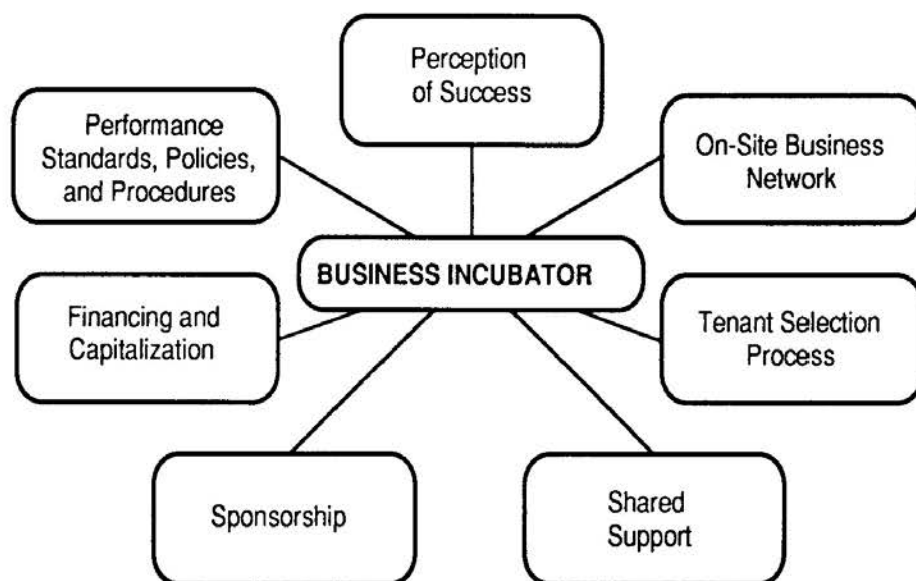 Perception
of Success
Performance
Standards, Policies,
and Procedures
On-Site Business
Network
BUSINESS INCUBATOR
Financing and
Capitalization
Tenant Selection
Process
Sponsorship
Shared
Support